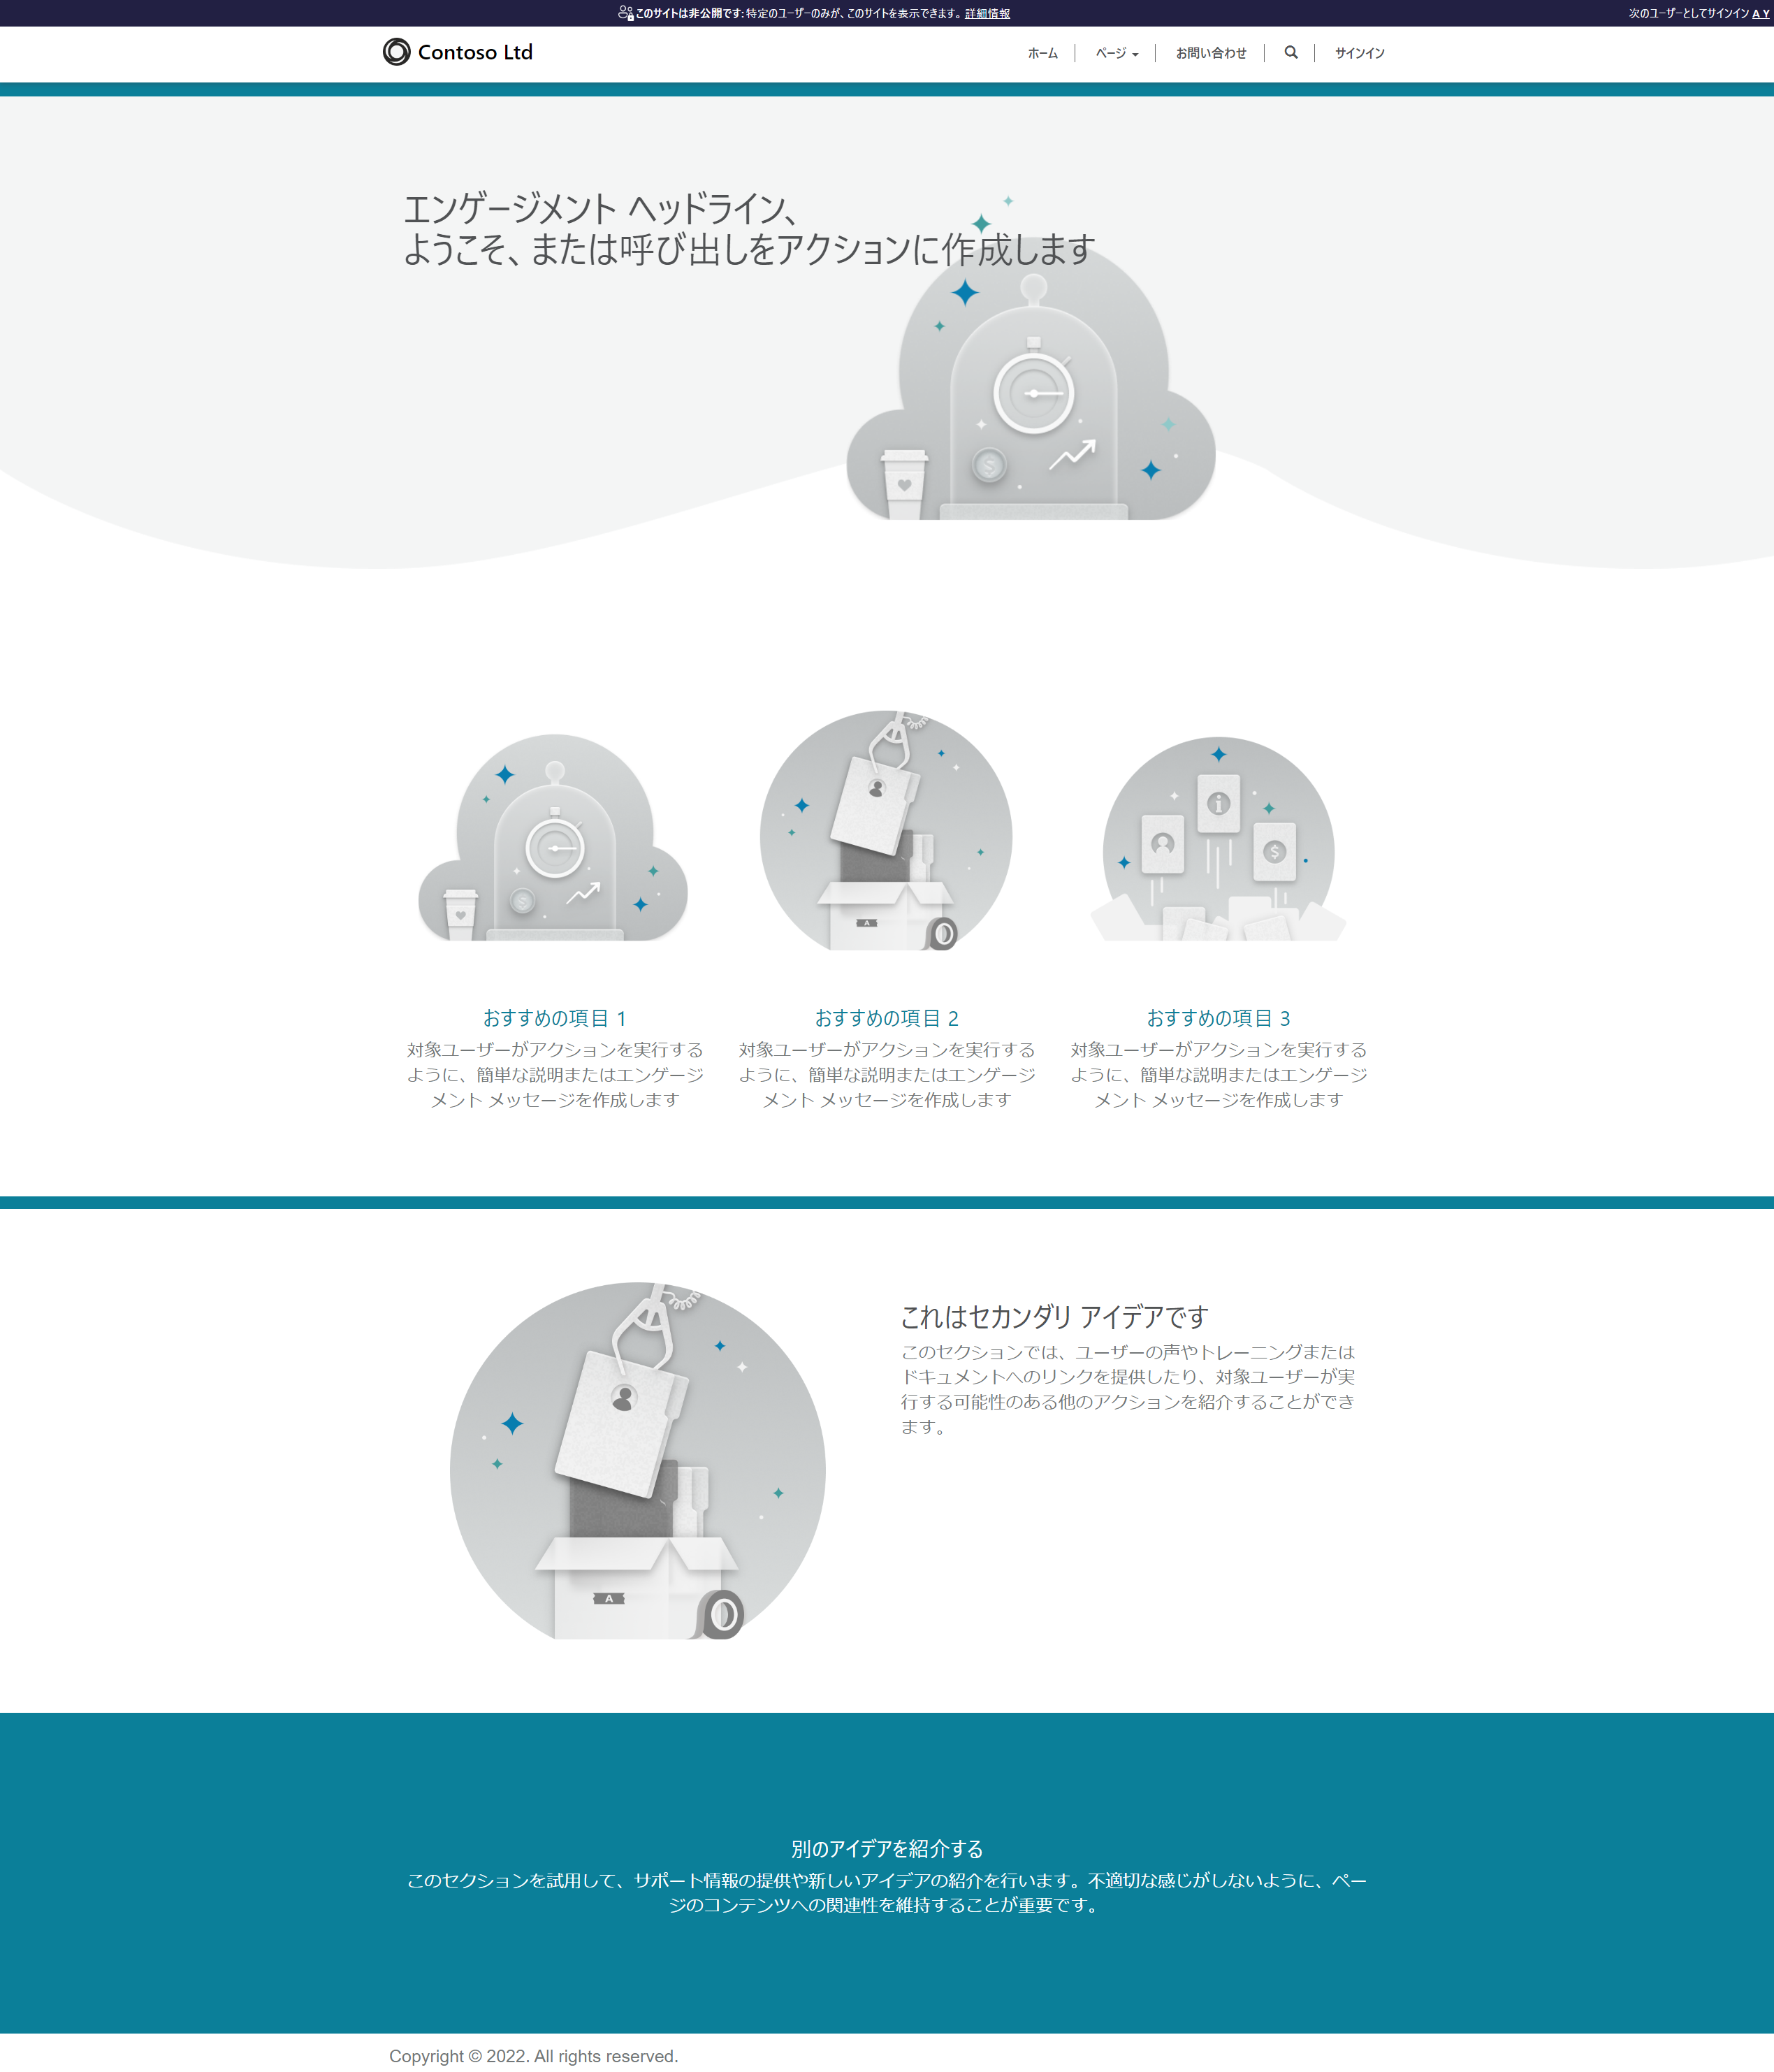 このサイトは非公開です: 特定のユーザーのみが、このサイトを表示できます。 詳細情報
次のユーザーとしてサインイン A Y
Contoso Ltd
ホーム
ページ
お問い合わせ
サインイン
エンゲージメント ヘッドライン、
ようこそ、または呼び出しをアクションに作成します
おすすめの項目 1
対象ユーザーがアクションを実行する
ように、簡単な説明またはエンゲージ
メント メッセージを作成します
おすすめの項目 2
対象ユーザーがアクションを実行する
ように、簡単な説明またはエンゲージ
メント メッセージを作成します
おすすめの項目 3
対象ユーザーがアクションを実行する
ように、簡単な説明またはエンゲージ
メント メッセージを作成します
これはセカンダリ アイデアです
このセクションでは、ユーザーの声やトレーニングまたは
ドキュメントへのリンクを提供したり、対象ユーザーが実
行する可能性のある他のアクションを紹介することができ
ます。
A
別のアイデアを紹介する
このセクションを試用して、サポート情報の提供や新しいアイデアの紹介を行います。不適切な感じがしないように、ペー
ジのコンテンツへの関連性を維持することが重要です。
Copyright © 2022. All rights reserved.